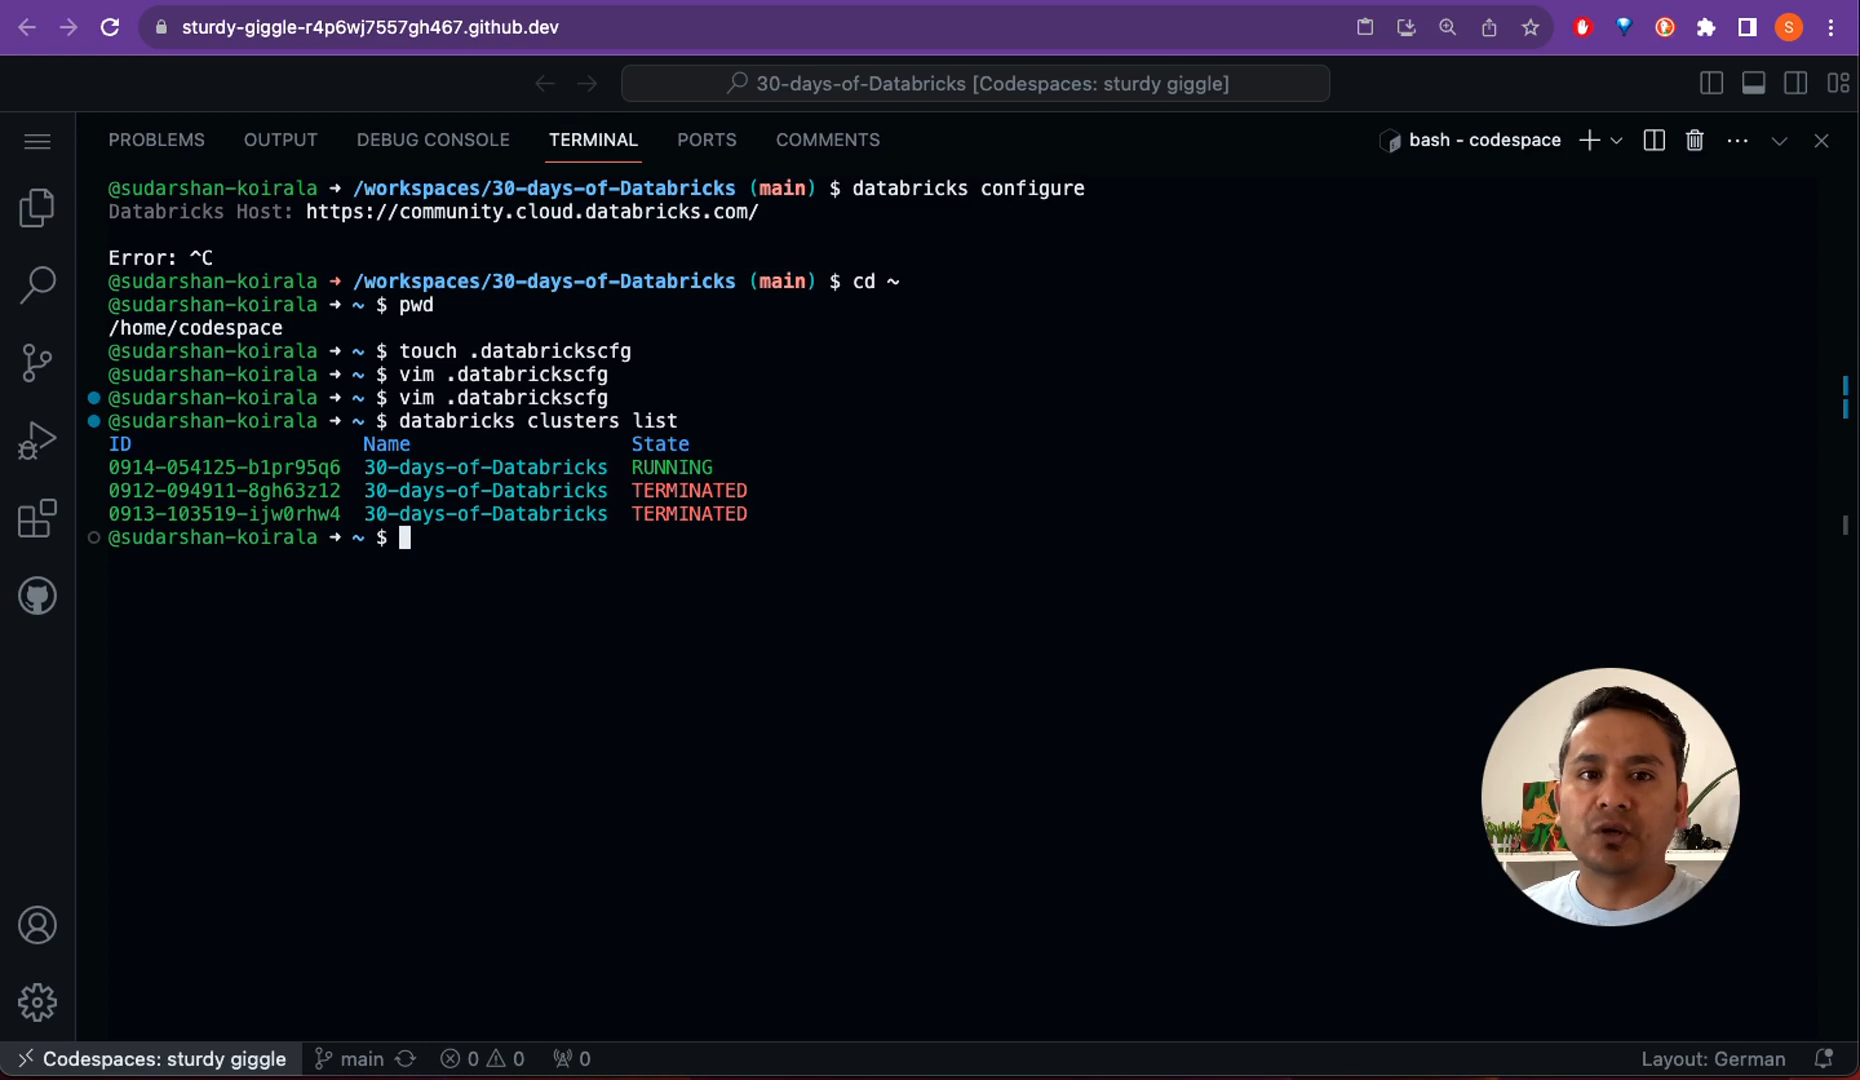 sturdy-giggle-r4p6wj7557gh467.github.dev
S
30-days-of-Databricks [Codespaces: sturdy giggle]
PROBLEMS OUTPUT DEBUG CONSOLE TERMINAL PORTS COMMENTS bash - codespace
@sudarshan-koirala ➜ /workspaces/30-days-of-Databricks (main) $ databricks configure
Databricks Host: https://community.cloud.databricks.com/
Error: ^C
@sudarshan-koirala ➜ /workspaces/30-days-of-Databricks (main) $ cd ~
@sudarshan-koirala ➜ ~ $ pwd
/home/codespace
@sudarshan-koirala ➜ ~ $ touch .databrickscfg
@sudarshan-koirala ➜ ~ $ vim .databrickscfg
@sudarshan-koirala ➜ ~ $ vim .databrickscfg
@sudarshan-koirala ➜ ~ $ databricks clusters list
ID Name State
0914-054125-b1pr95q6 30-days-of-Databricks RUNNING
0912-094911-8gh63z12 30-days-of-Databricks TERMINATED
0913-103519-ijw0rhw4 30-days-of-Databricks TERMINATED
@sudarshan-koirala ➜ ~ $
Codespaces: sturdy giggle main 0 0 0 Layout: German